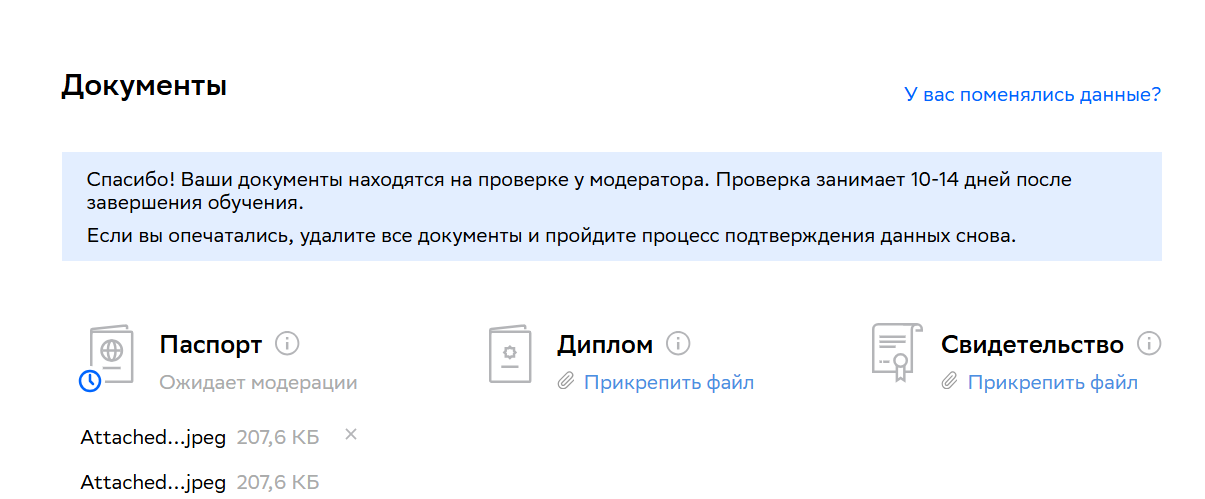 Документы
У вас поменялись данные?
Спасибо! Ваши документы находятся на проверке у модератора. Проверка занимает 10-14 дней после
завершения обучения.
Если вы опечатались, удалите все документы и пройдите процесс подтверждения данных снова.
Паспорт
Ожидает модерации
Диплом
Прикрепить файл
Свидетельство
Прикрепить файл
Attached...jpeg 207,6 КБ
Attached...jpeg 207,6 КБ